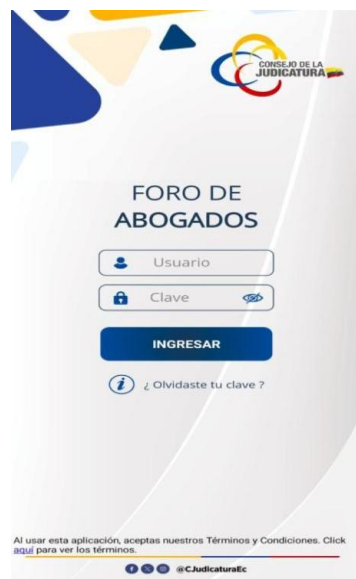 CONSEJO DE LA
JUDICATURA
FORO DE
ABOGADOS
Usuario
Clave
INGRESAR
¿ Olvidaste tu clave ?
Al usar esta aplicación, aceptas nuestros Términos y Condiciones. Click
aquí para ver los términos.
@CJudicaturaEc